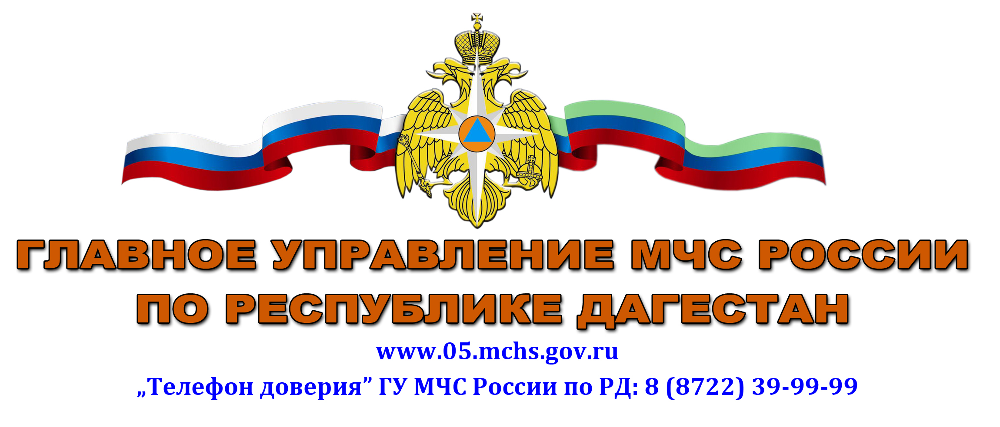 ГЛАВНОЕ УПРАВЛЕНИЕ МЧС РОССИИ
ПО РЕСПУБЛИКЕ ДАГЕСТАН
www.05.mchs.gov.ru
„Телефон доверия” ГУ МЧС России по РД: 8 (8722) 39-99-99